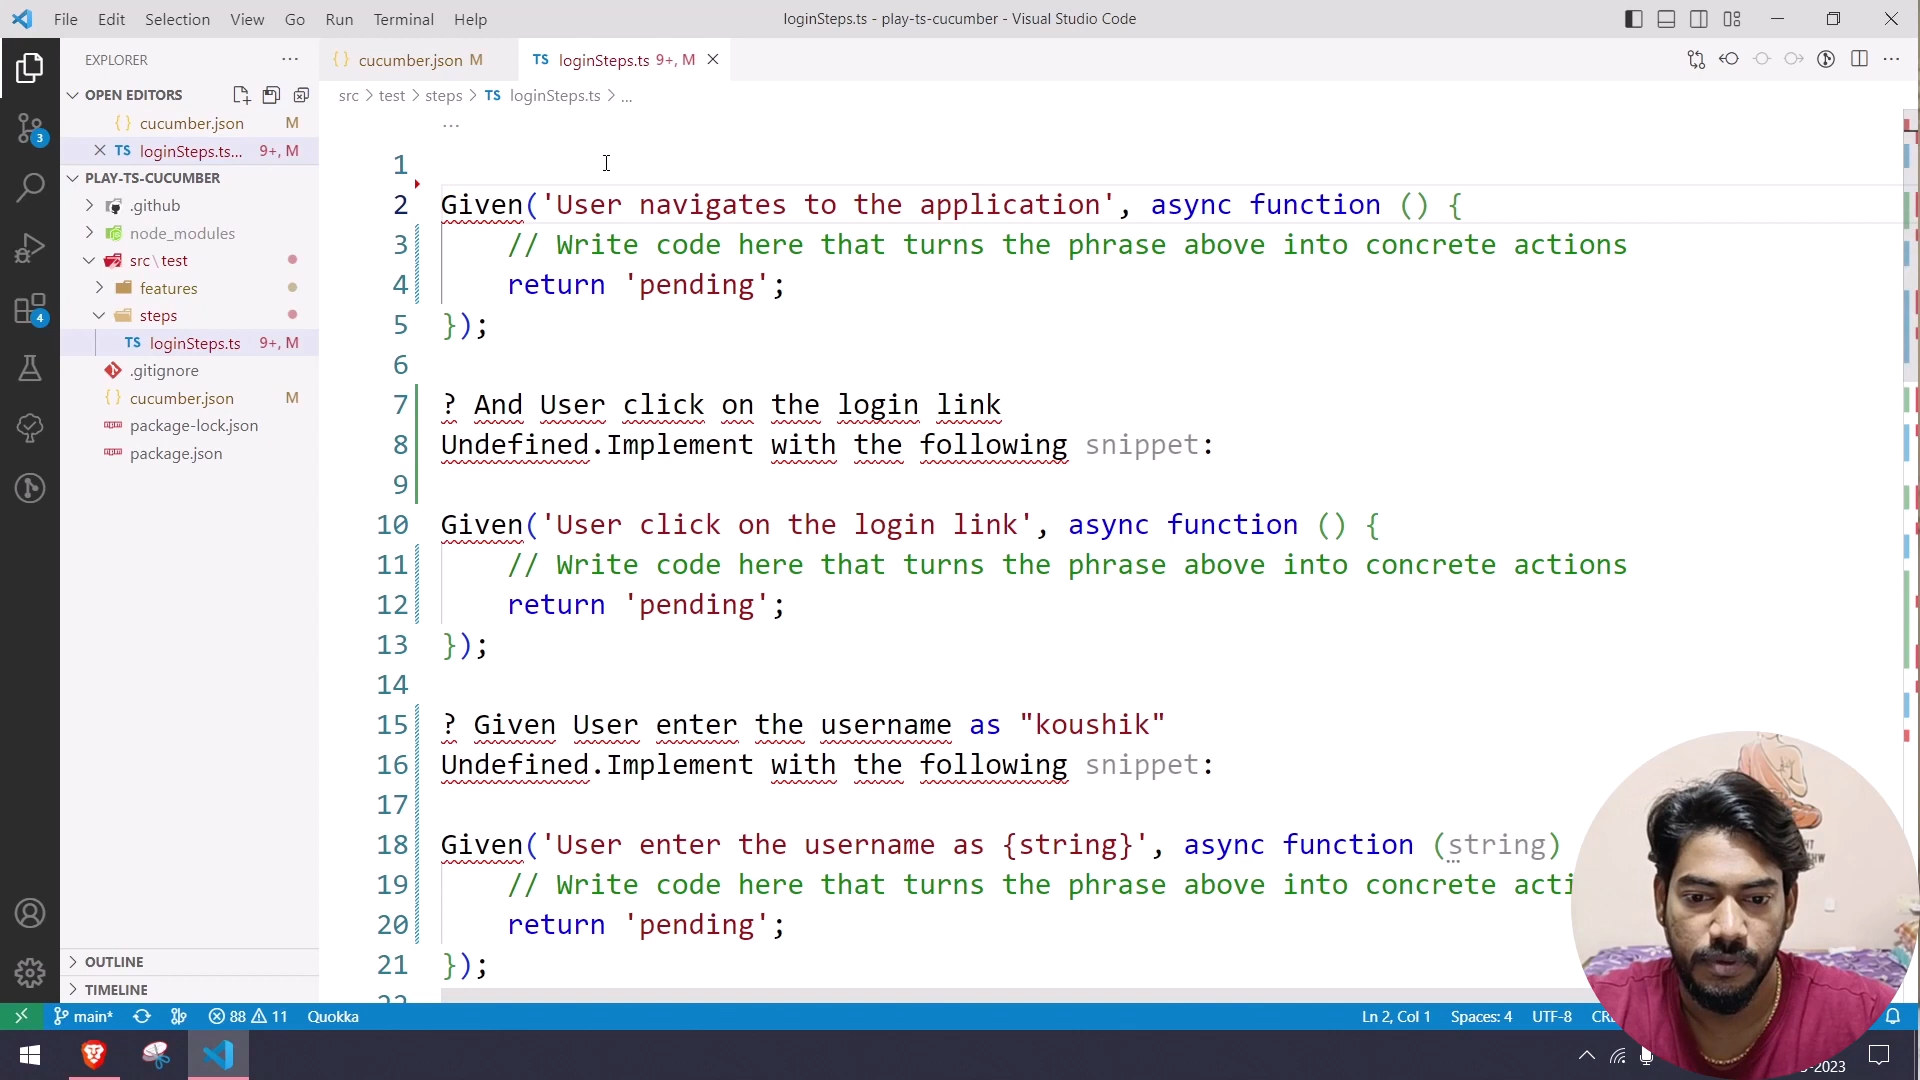 File Edit Selection View Go Run Terminal Help
loginSteps.ts - play-ts-cucumber - Visual Studio Code
EXPLORER
OPEN EDITORS
cucumber.json M
TS loginSteps.ts... 9+, M
PLAY-TS-CUCUMBER
.github
node_modules
src\test
features
steps
TS loginSteps.ts 9+, M
.gitignore
cucumber.json M
package-lock.json
package.json
OUTLINE
TIMELINE
3
4
cucumber.json M
TS loginSteps.ts 9+, M
src > test > steps > TS loginSteps.ts > ...
...
1
2 Given('User navigates to the application', async function () {
3 // Write code here that turns the phrase above into concrete actions
4 return 'pending';
5 });
6
7 ? And User click on the login link
8 Undefined.Implement with the following snippet:
9
10 Given('User click on the login link', async function () {
11 // Write code here that turns the phrase above into concrete actions
12 return 'pending';
13 });
14
15 ? Given User enter the username as "koushik"
16 Undefined.Implement with the following snippet:
17
18 Given('User enter the username as {string}', async function (string)
19 // Write code here that turns the phrase above into concrete
20 return 'pending';
21 });
22
main* 88 11 Quokka
Ln 2, Col 1 Spaces: 4 UTF-8